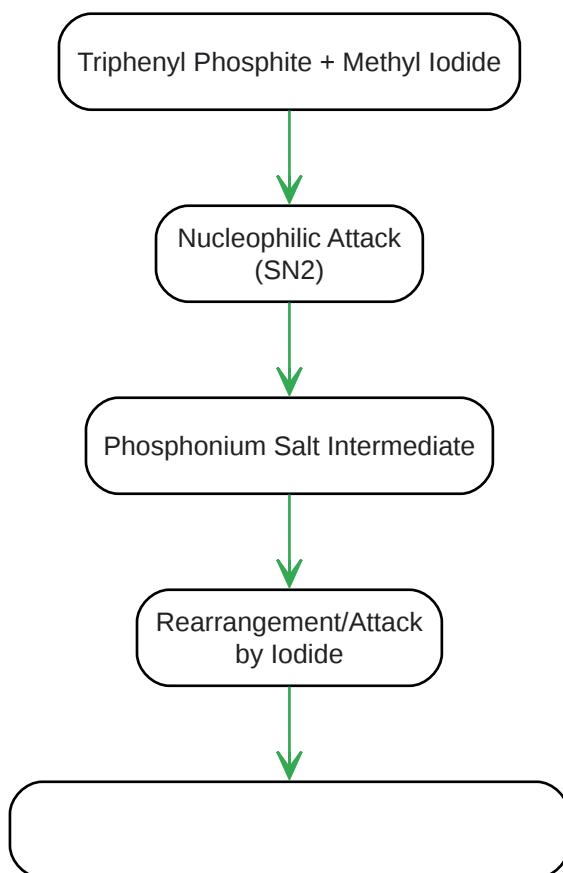 Triphenyl Phosphite + Methyl Iodide
Nucleophilic Attack
(SN2)
Phosphonium Salt Intermediate
Rearrangement/Attack
by Iodide